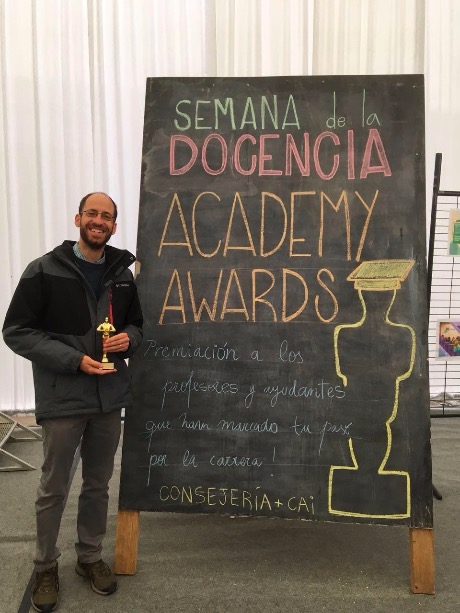 SEMANA de la
DOCENCIA
ACADEMY
AWARDS
Premiación a los
profesores y ayudantes
que han marcado tu paso
por la carrera!
CONSEJERÍA + CAi